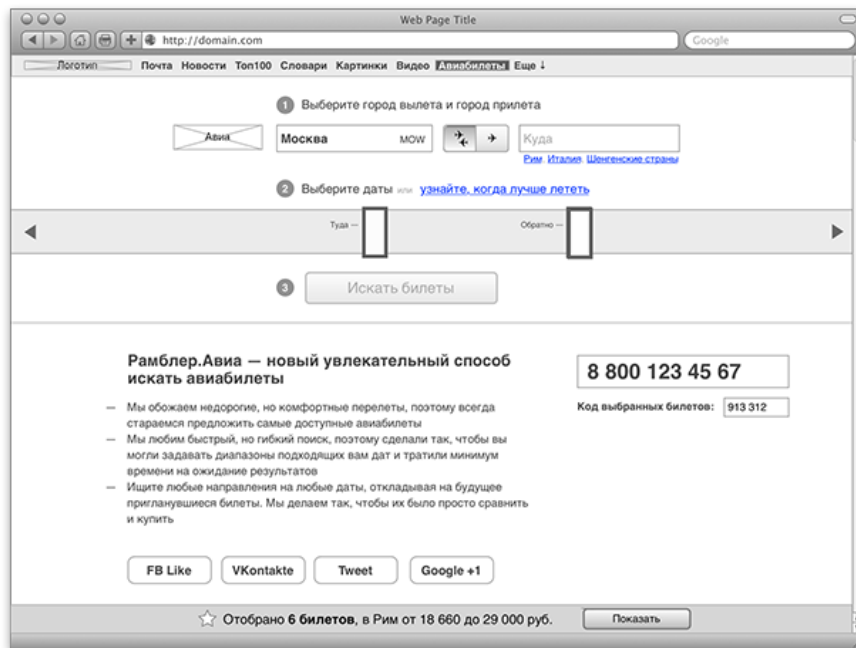 Web Page Title
http://domain.com
Google
Логотип Почта Новости Топ100 Словари Картинки Видео Авиабилеты Еще ↓
1 Выберите город вылета и город прилета
Авиа Москва MOW Куда
Рим, Италия, Шенгенские страны
2 Выберите даты или узнайте, когда лучше лететь
Туда — Обратно —
3 Искать билеты
Рамблер.Авиа — новый увлекательный способ
искать авиабилеты
8 800 123 45 67
Код выбранных билетов: 913 312
— Мы обожаем недорогие, но комфортные перелеты, поэтому всегда
стараемся предложить самые доступные авиабилеты
— Мы любим быстрый, но гибкий поиск, поэтому сделали так, чтобы вы
могли задавать диапазоны подходящих вам дат и тратили минимум
времени на ожидание результатов
— Ищите любые направления на любые даты, откладывая на будущее
приглянувшиеся билеты. Мы делаем так, чтобы их было просто сравнить
и купить
FB Like VKontakte Tweet Google +1
Отобрано 6 билетов, в Рим от 18 660 до 29 000 руб. Показать